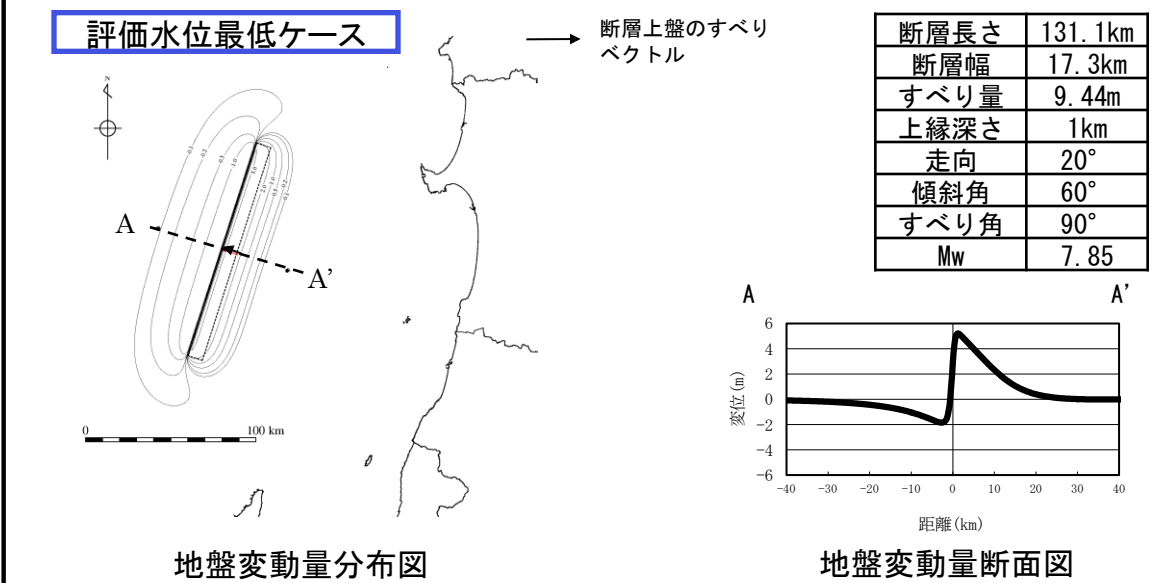 評価水位最低ケース
断層上盤のすべり
ベクトル
断層長さ 131.1km
断層幅 17.3km
すべり量 9.44m
上縁深さ 1km
走向 20°
傾斜角 60°
すべり角 90°
Mw 7.85
N
A
A’
0 100 km
地盤変動量分布図
A A’
変位(m)
6
4
2
0
-2
-4
-6
-40 -30 -20 -10 0 10 20 30 40
距離(km)
地盤変動量断面図